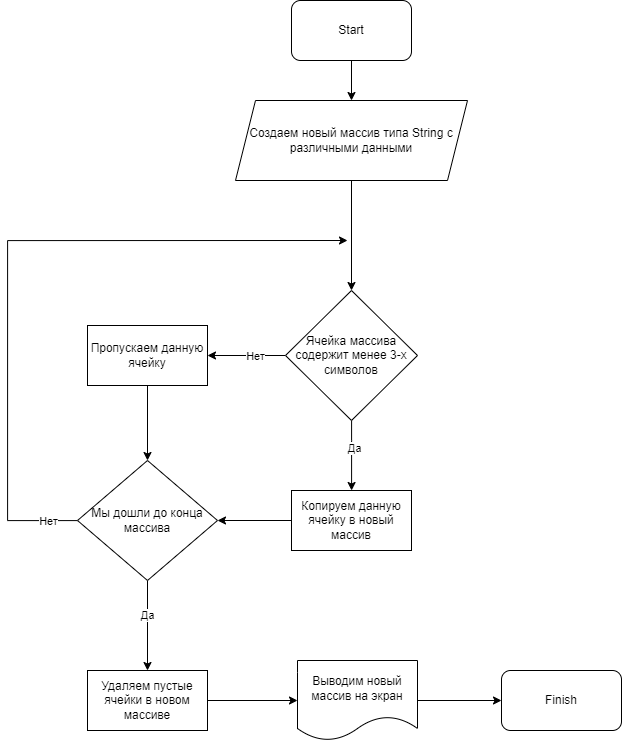 Start
Создаем новый массив типа String с
различными данными
Ячейка массива
содержит менее 3-х
символов
Нет
Пропускаем данную
ячейку
Да
Копируем данную
ячейку в новый
массив
Мы дошли до конца
массива
Нет
Да
Удаляем пустые
ячейки в новом
массиве
Выводим новый
массив на экран
Finish